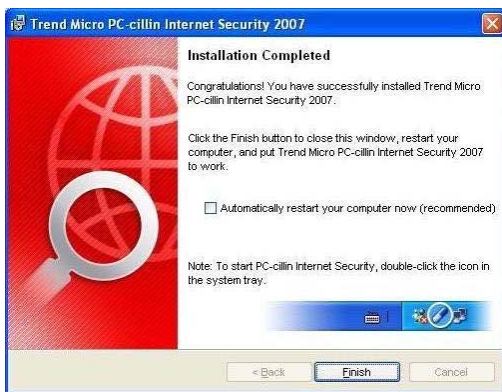 Trend Micro PC-cillin Internet Security 2007
Installation Completed
Congratulations! You have successfully installed Trend Micro
PC-cillin Internet Security 2007.
Click the Finish button to close this window, restart your
computer, and put Trend Micro PC-cillin Internet Security 2007
to work.
Automatically restart your computer now (recommended)
Note: To start PC-cillin Internet Security, double-click the icon in
the system tray.
< Back
Finish
Cancel